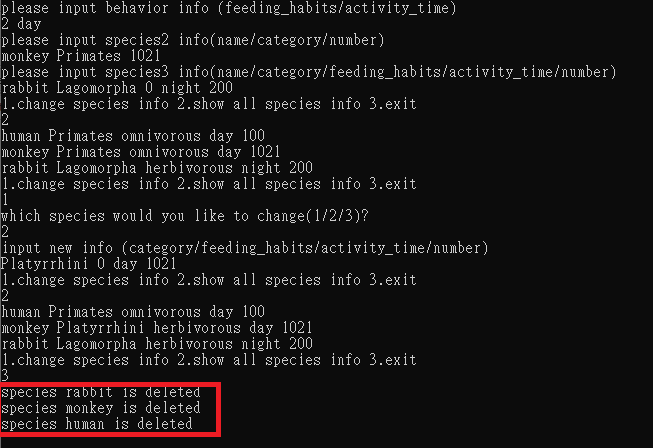 please input behavior info (feeding_habits/activity_time)
2 day
please input species2 info(name/category/number)
monkey Primates 1021
please input species3 info(name/category/feeding_habits/activity_time/number)
rabbit Lagomorpha 0 night 200
1.change species info 2.show all species info 3.exit
2
human Primates omnivorous day 100
monkey Primates omnivorous day 1021
rabbit Lagomorpha herbivorous night 200
1.change species info 2.show all species info 3.exit
1
which species would you like to change(1/2/3)?
2
input new info (category/feeding_habits/activity_time/number)
Platyrrhini 0 day 1021
1.change species info 2.show all species info 3.exit
2
human Primates omnivorous day 100
monkey Platyrrhini herbivorous day 1021
rabbit Lagomorpha herbivorous night 200
1.change species info 2.show all species info 3.exit
3
species rabbit is deleted
species monkey is deleted
species human is deleted